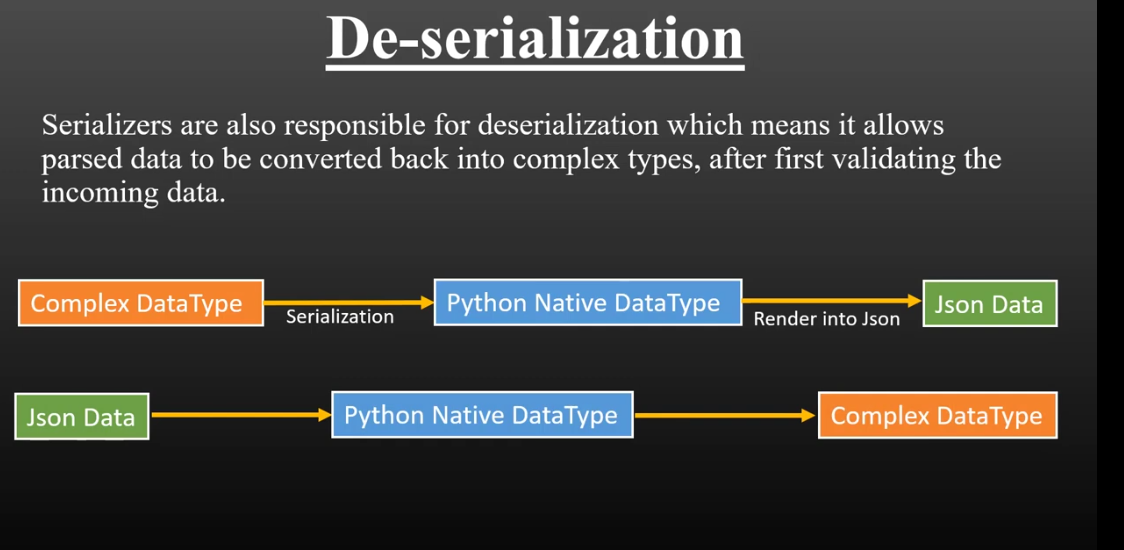 De-serialization
Serializers are also responsible for deserialization which means it allows
parsed data to be converted back into complex types, after first validating the
incoming data.
Complex DataType
Serialization
Python Native DataType
Render into Json
Json Data
Json Data
Python Native DataType
Complex DataType